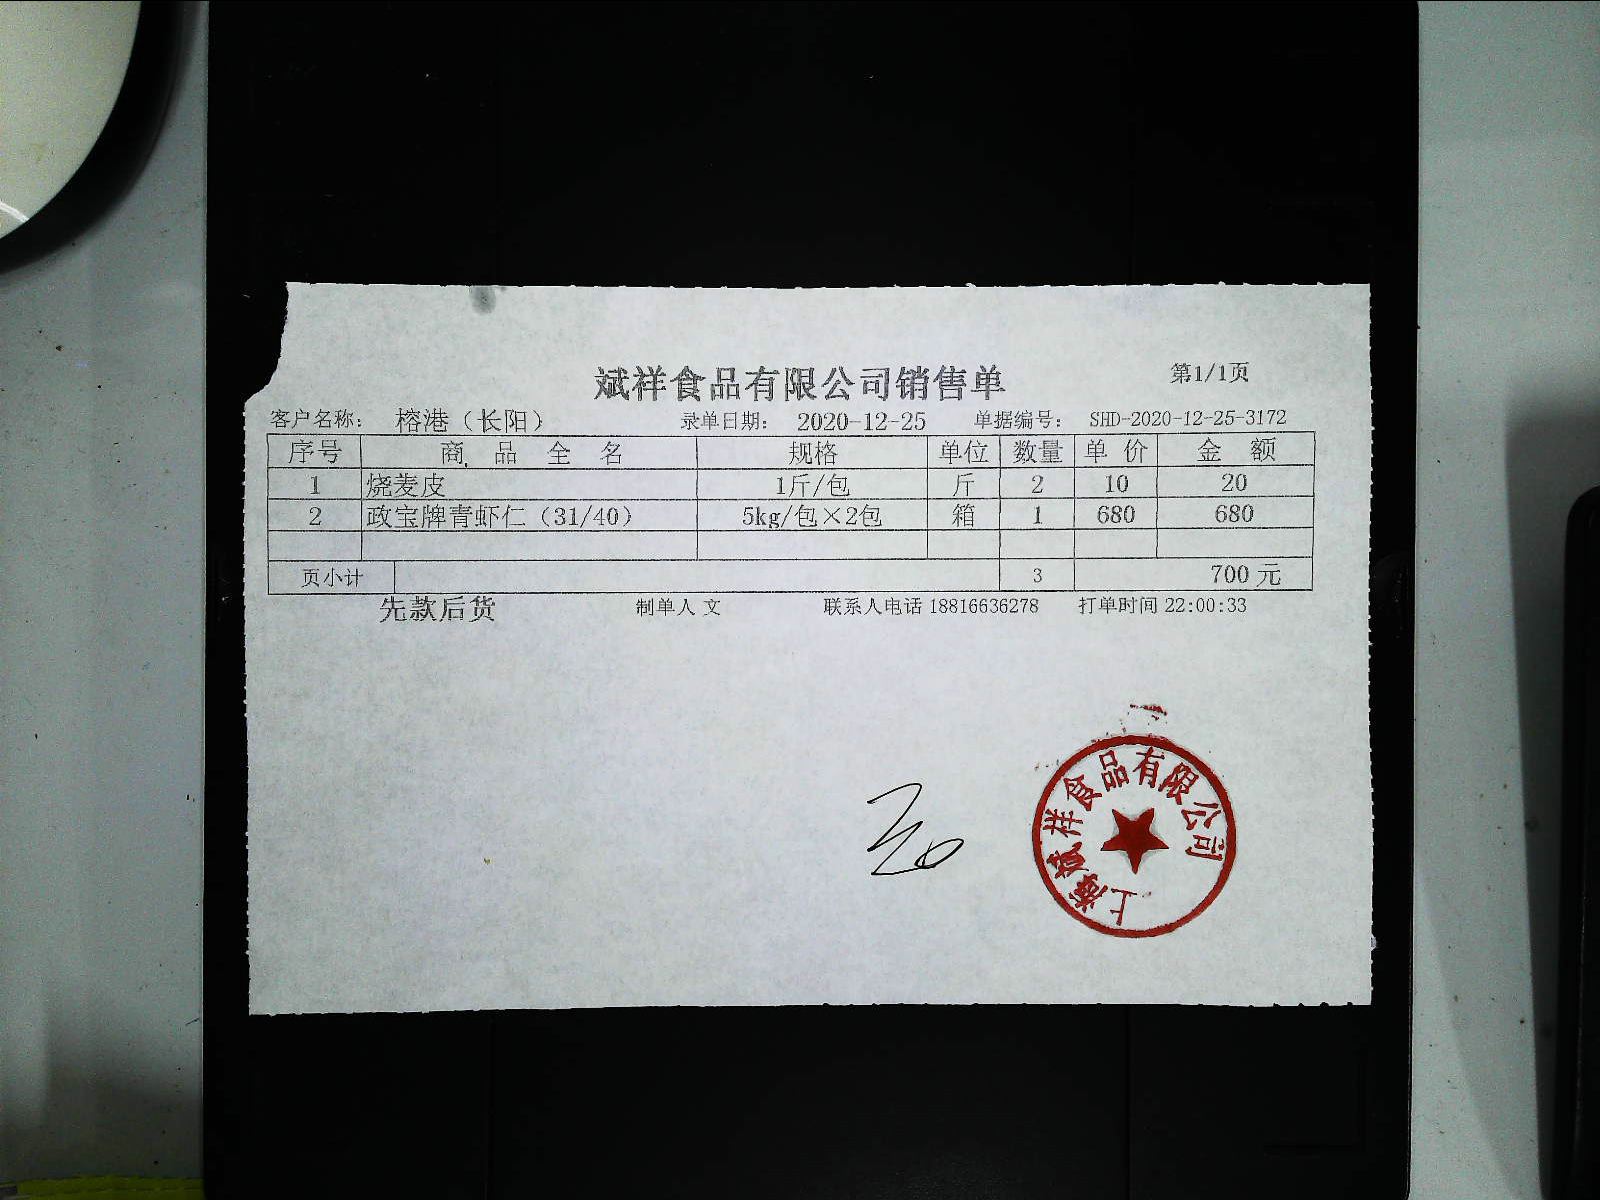 斌祥食品有限公司销售单 第1/1页
客户名称： 榕港（长阳） 录单日期： 2020-12-25 单据编号： SHD-2020-12-25-3172
序号 商品全名 规格 单位 数量 单价 金额
1 烧麦皮 1斤/包 斤 2 10 20
2 政宝牌青虾仁（31/40） 5kg/包×2包 箱 1 680 680
页小计 3 700元
先款后货 制单人 文 联系人电话 18816636278 打单时间 22:00:33
上海斌祥食品有限公司